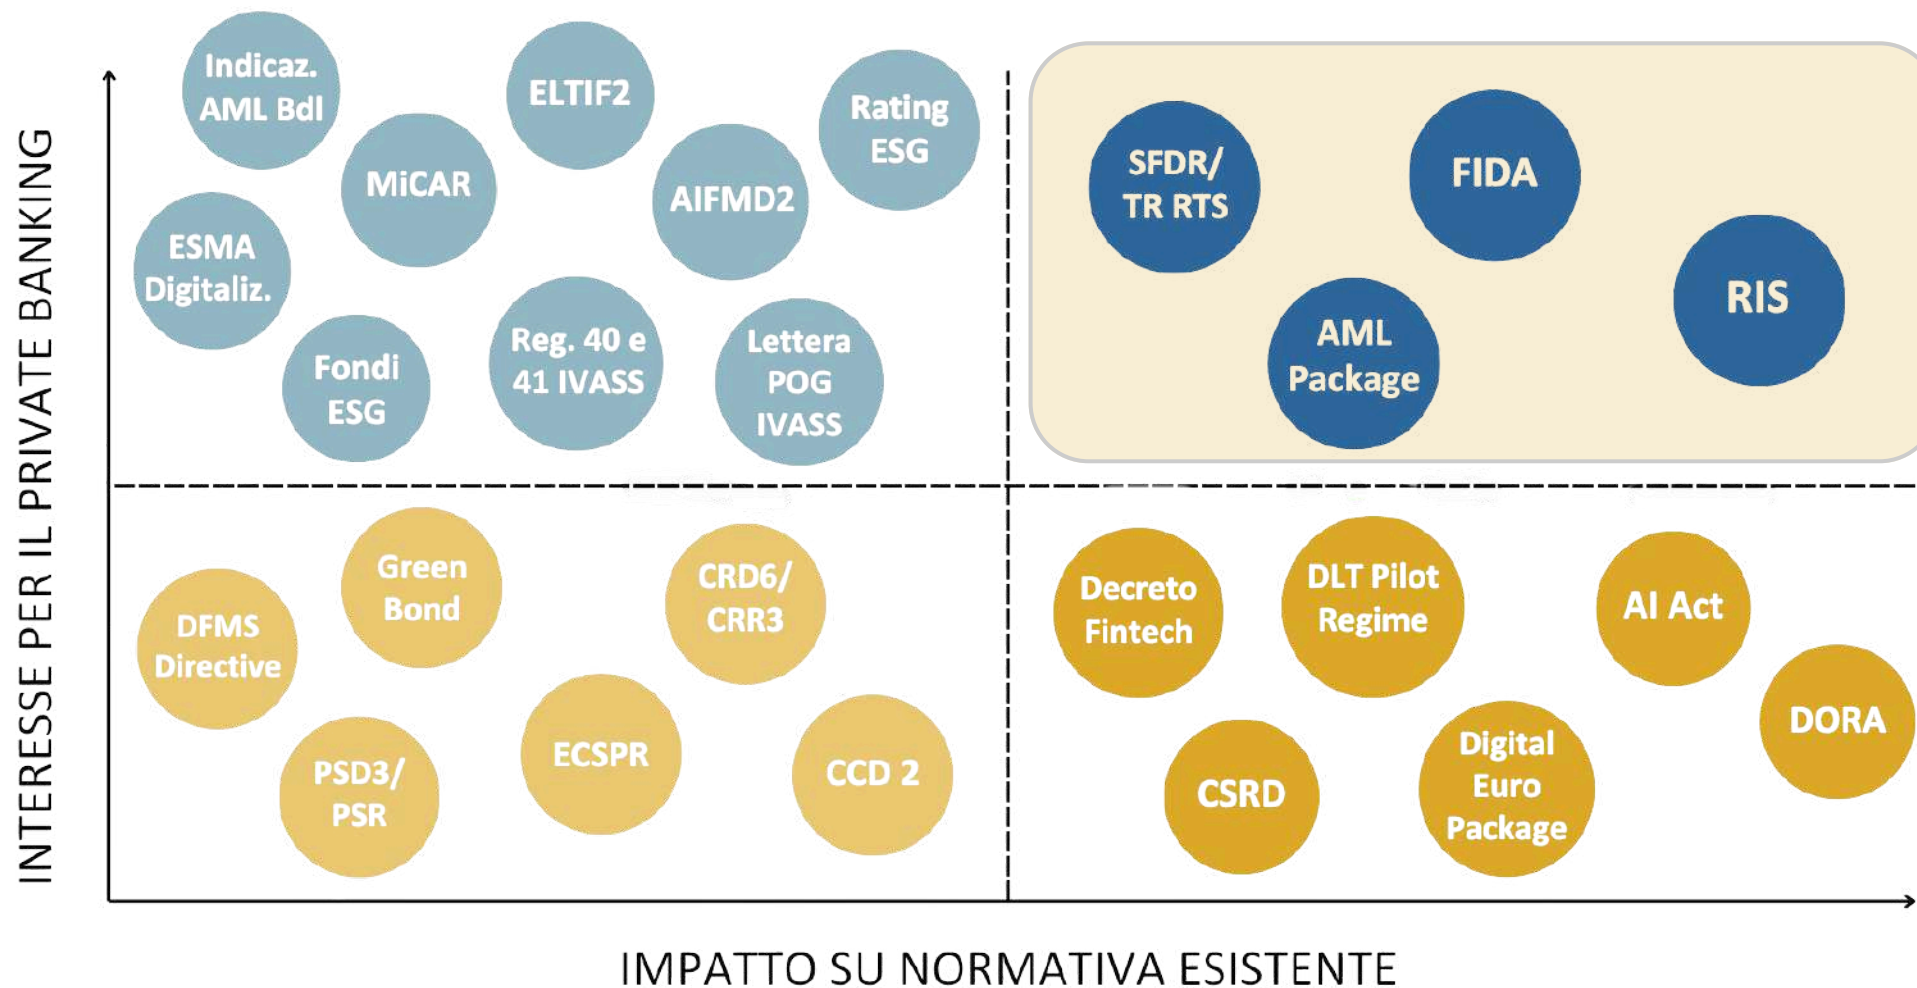 INTERESSE PER IL PRIVATE BANKING
Indicaz.
AML BdI
ELTIF2
Rating
ESG
MiCAR
AIFMD2
ESMA
Digitaliz.
Fondi
ESG
Reg. 40 e
41 IVASS
Lettera
POG
IVASS
SFDR/
TR RTS
FIDA
RIS
AML
Package
DFMS
Directive
Green
Bond
CRD6/
CRR3
PSD3/
PSR
ECSPR
CCD 2
Decreto
Fintech
DLT Pilot
Regime
AI Act
DORA
CSRD
Digital
Euro
Package
IMPATTO SU NORMATIVA ESISTENTE